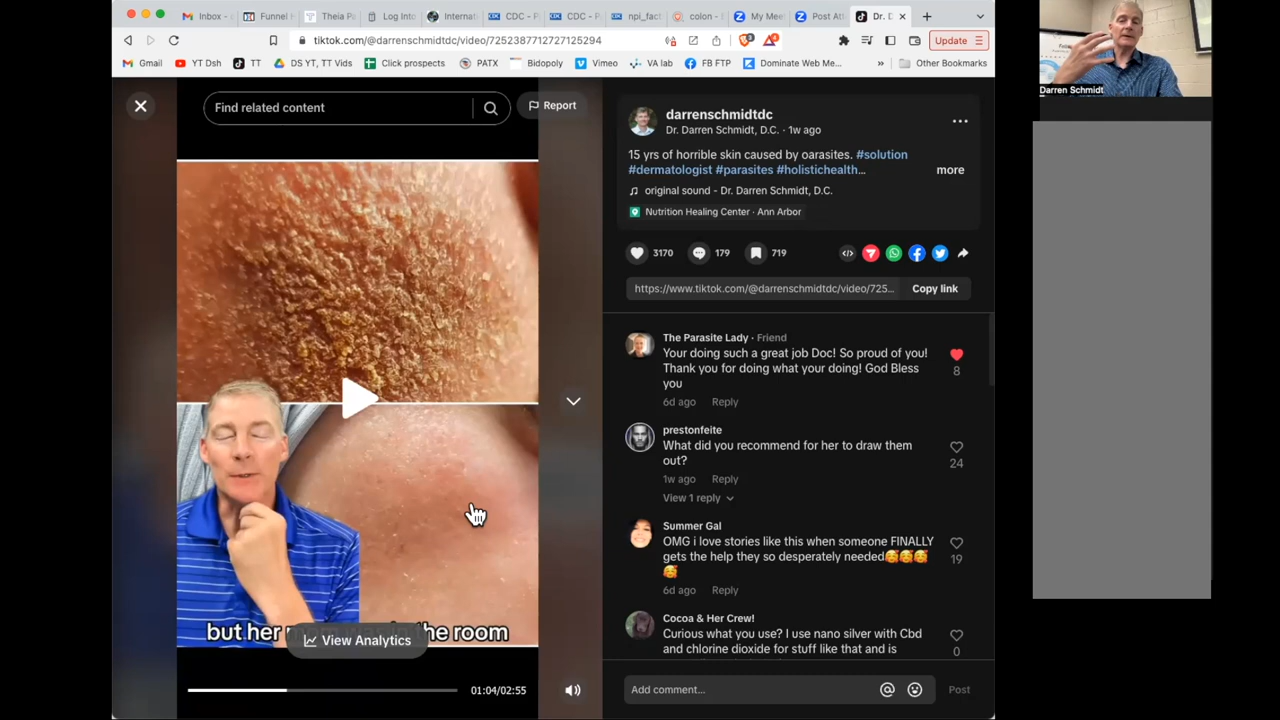 Inbox -
Funnel H
Theia Pa
Log Into
Internati
CDC - P
CDC - P
npi_fact
colon -
My Mee
Post Att
Dr. D
tiktok.com/@darrenschmidtdc/video/7252387712727125294
Update
Gmail
YT Dsh
TT
DS YT, TT Vids
Click prospects
PATX
Bidopoly
Vimeo
VA lab
FB FTP
Dominate Web Me...
Other Bookmarks
Darren Schmidt
Find related content
Report
but her
the room
View Analytics
01:04/02:55
darrenschmidtdc
Dr. Darren Schmidt, D.C. · 1w ago
15 yrs of horrible skin caused by oarasites. #solution
#dermatologist #parasites #holistichealth...
more
original sound - Dr. Darren Schmidt, D.C.
Nutrition Healing Center · Ann Arbor
3170
179
719
https://www.tiktok.com/@darrenschmidtdc/video/725...
Copy link
The Parasite Lady · Friend
Your doing such a great job Doc! So proud of you!
Thank you for doing what your doing! God Bless
you
8
6d ago Reply
prestonfeite
What did you recommend for her to draw them
out?
24
1w ago Reply
View 1 reply
Summer Gal
OMG i love stories like this when someone FINALLY
gets the help they so desperately needed🥰🥰🥰
🥰
19
6d ago Reply
Cocoa & Her Crew!
Curious what you use? I use nano silver with Cbd
and chlorine dioxide for stuff like that and is
0
Add comment...
Post